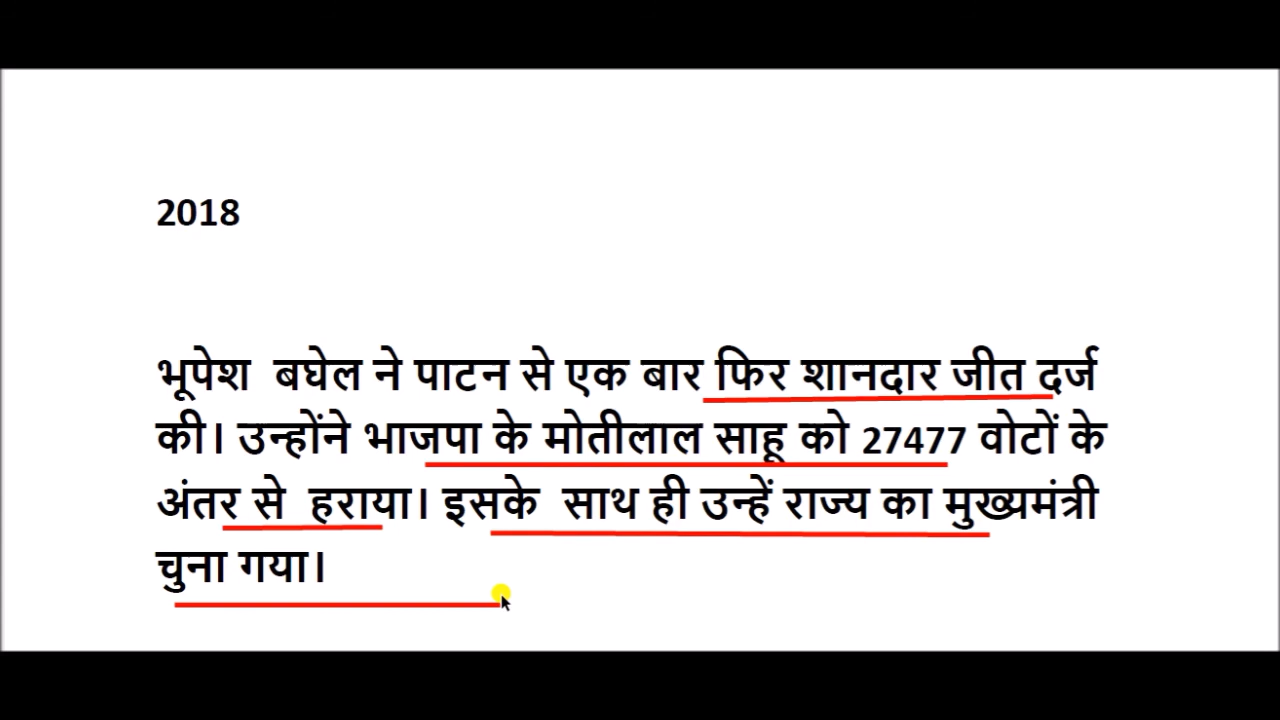 2018
भूपेश बघेल ने पाटन से एक बार फिर शानदार जीत दर्ज
की। उन्होंने भाजपा के मोतीलाल साहू को 27477 वोटों के
अंतर से हराया। इसके साथ ही उन्हें राज्य का मुख्यमंत्री
चुना गया।